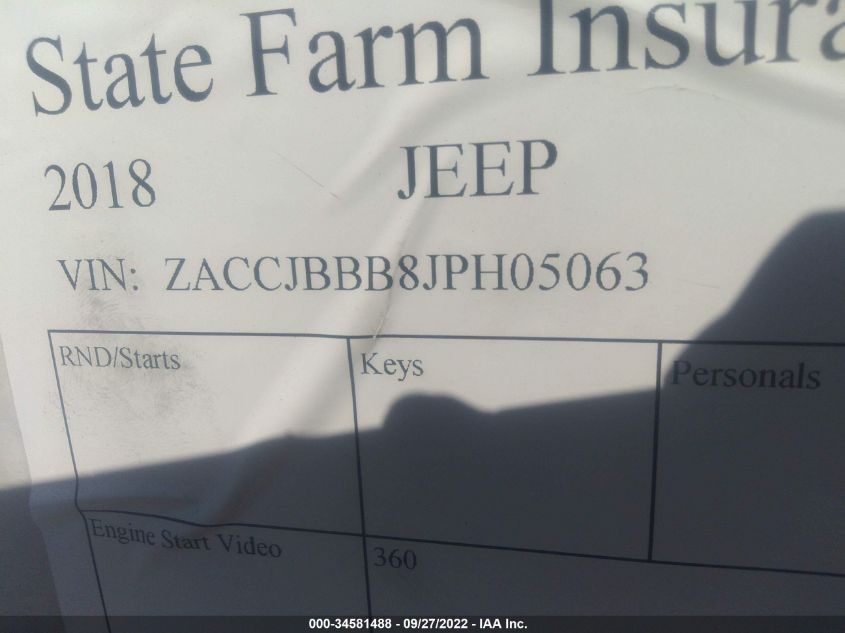 State Farm Insura
2018 JEEP
VIN: ZACCJBBB8JPH05063
RND/Starts Keys Personals
Engine Start Video 360
000-34581488 - 09/27/2022 - IAA Inc.